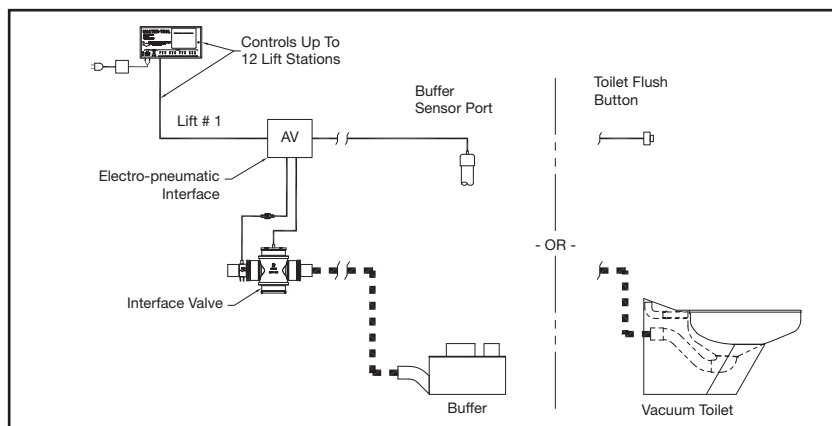 Controls Up To
12 Lift Stations
Buffer
Sensor Port
Toilet Flush
Button
Lift # 1
AV
Electro-pneumatic
Interface
- OR -
Interface Valve
Buffer
Vacuum Toilet